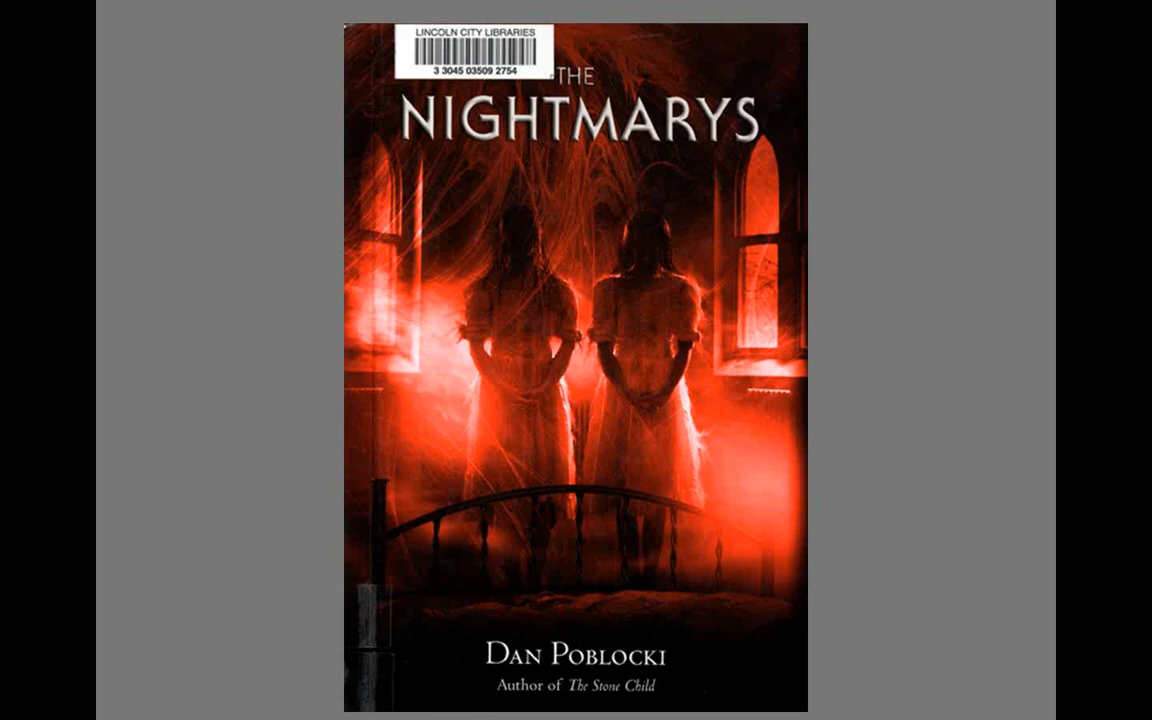 LINCOLN CITY LIBRARIES
3 3045 03509 2754
THE
NIGHTMARYS
DAN POBLOCKI
Author of The Stone Child